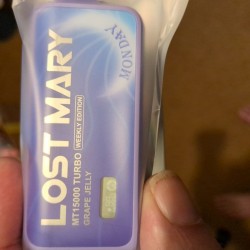 MONDAY
LOST MARY
WEEKLY EDITION
MT15000 TURBO
GRAPE JELLY